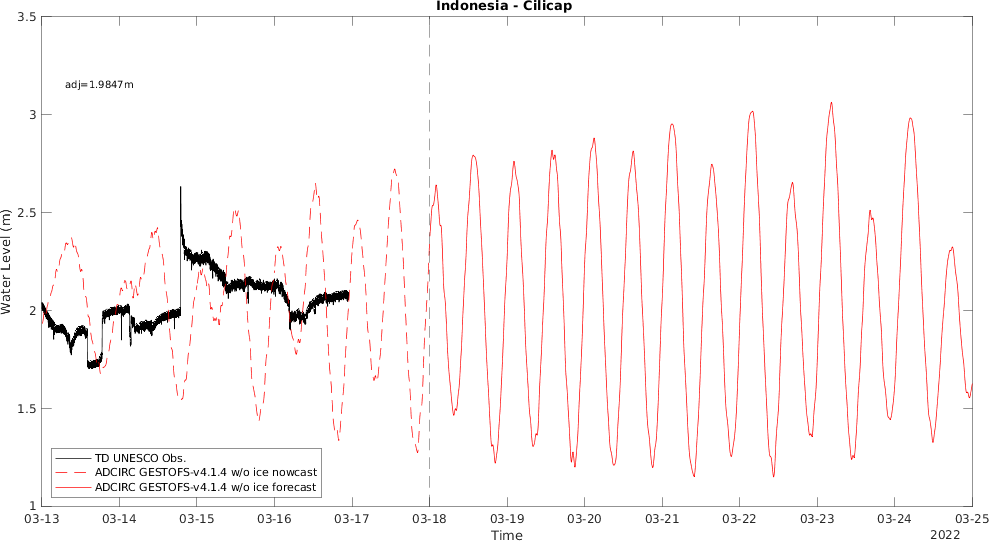 Indonesia - Cilicap
3.5
adj=1.9847m
3
2.5
Water Level (m)
2
1.5
TD UNESCO Obs.
ADCIRC GESTOFS-v4.1.4 w/o ice nowcast
ADCIRC GESTOFS-v4.1.4 w/o ice forecast
1
03-13 03-14 03-15 03-16 03-17 03-18 03-19 03-20 03-21 03-22 03-23 03-24 03-25
Time
2022